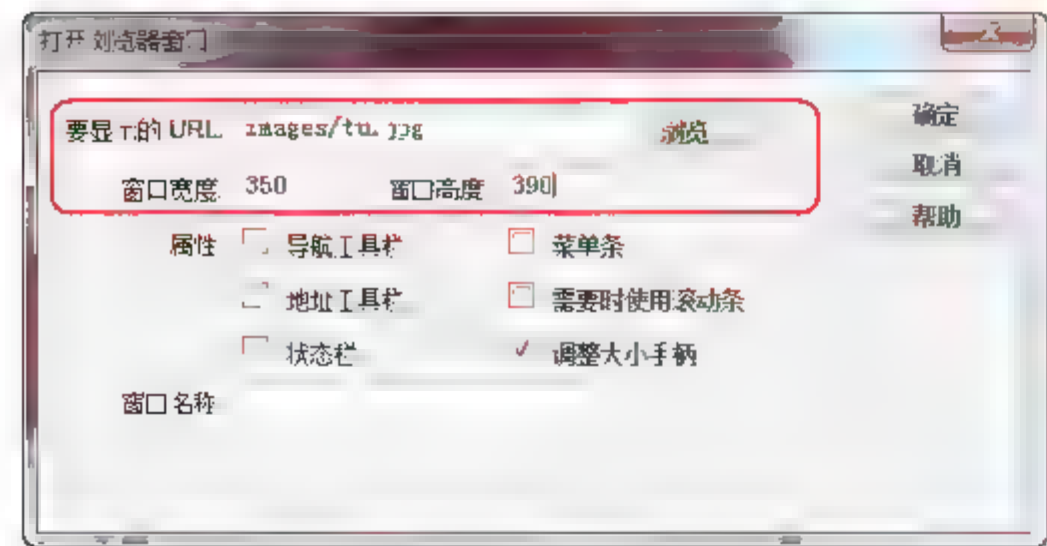 打开浏览器窗口
要显示的 URL: images/tu.jpg 浏览
确定
窗口宽度: 350 窗口高度: 390
取消
帮助
属性: 导航工具栏 菜单条
地址工具栏 需要时使用滚动条
状态栏 调整大小手柄
窗口名称: